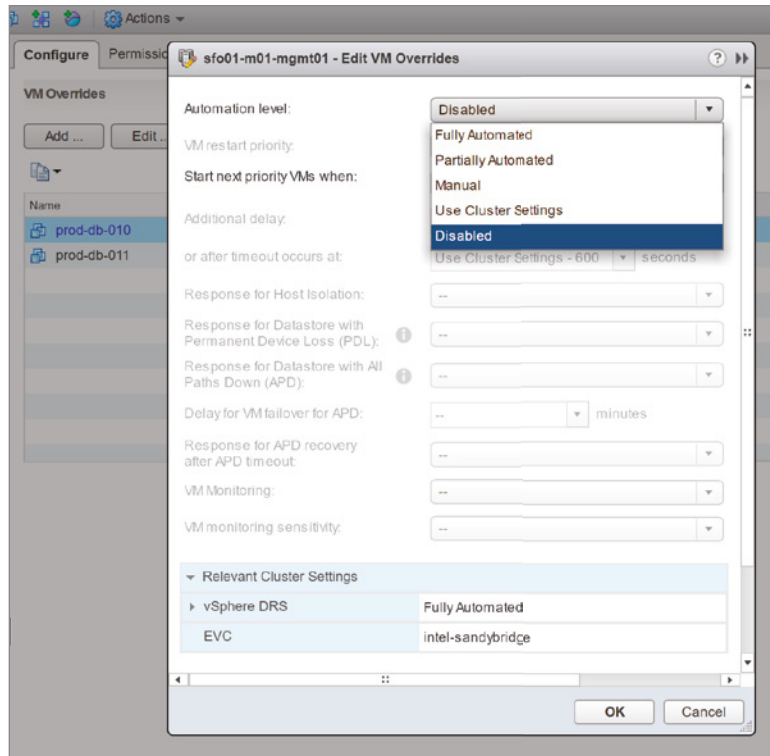 Actions
Configure
Permissio
sfo01-m01-mgmt01 - Edit VM Overrides
VM Overrides
Add ...
Edit ..
Name
prod-db-010
prod-db-011
Automation level:
Disabled
Fully Automated
Partially Automated
Manual
Use Cluster Settings
Disabled
VM restart priority:
Start next priority VMs when:
Additional delay:
or after timeout occurs at:
Use Cluster Settings - 600
seconds
Response for Host Isolation:
--
Response for Datastore with
Permanent Device Loss (PDL):
--
Response for Datastore with All
Paths Down (APD):
--
Delay for VM failover for APD:
--
minutes
Response for APD recovery
after APD timeout:
--
VM Monitoring:
--
VM monitoring sensitivity:
--
Relevant Cluster Settings
vSphere DRS
Fully Automated
EVC
intel-sandybridge
OK
Cancel